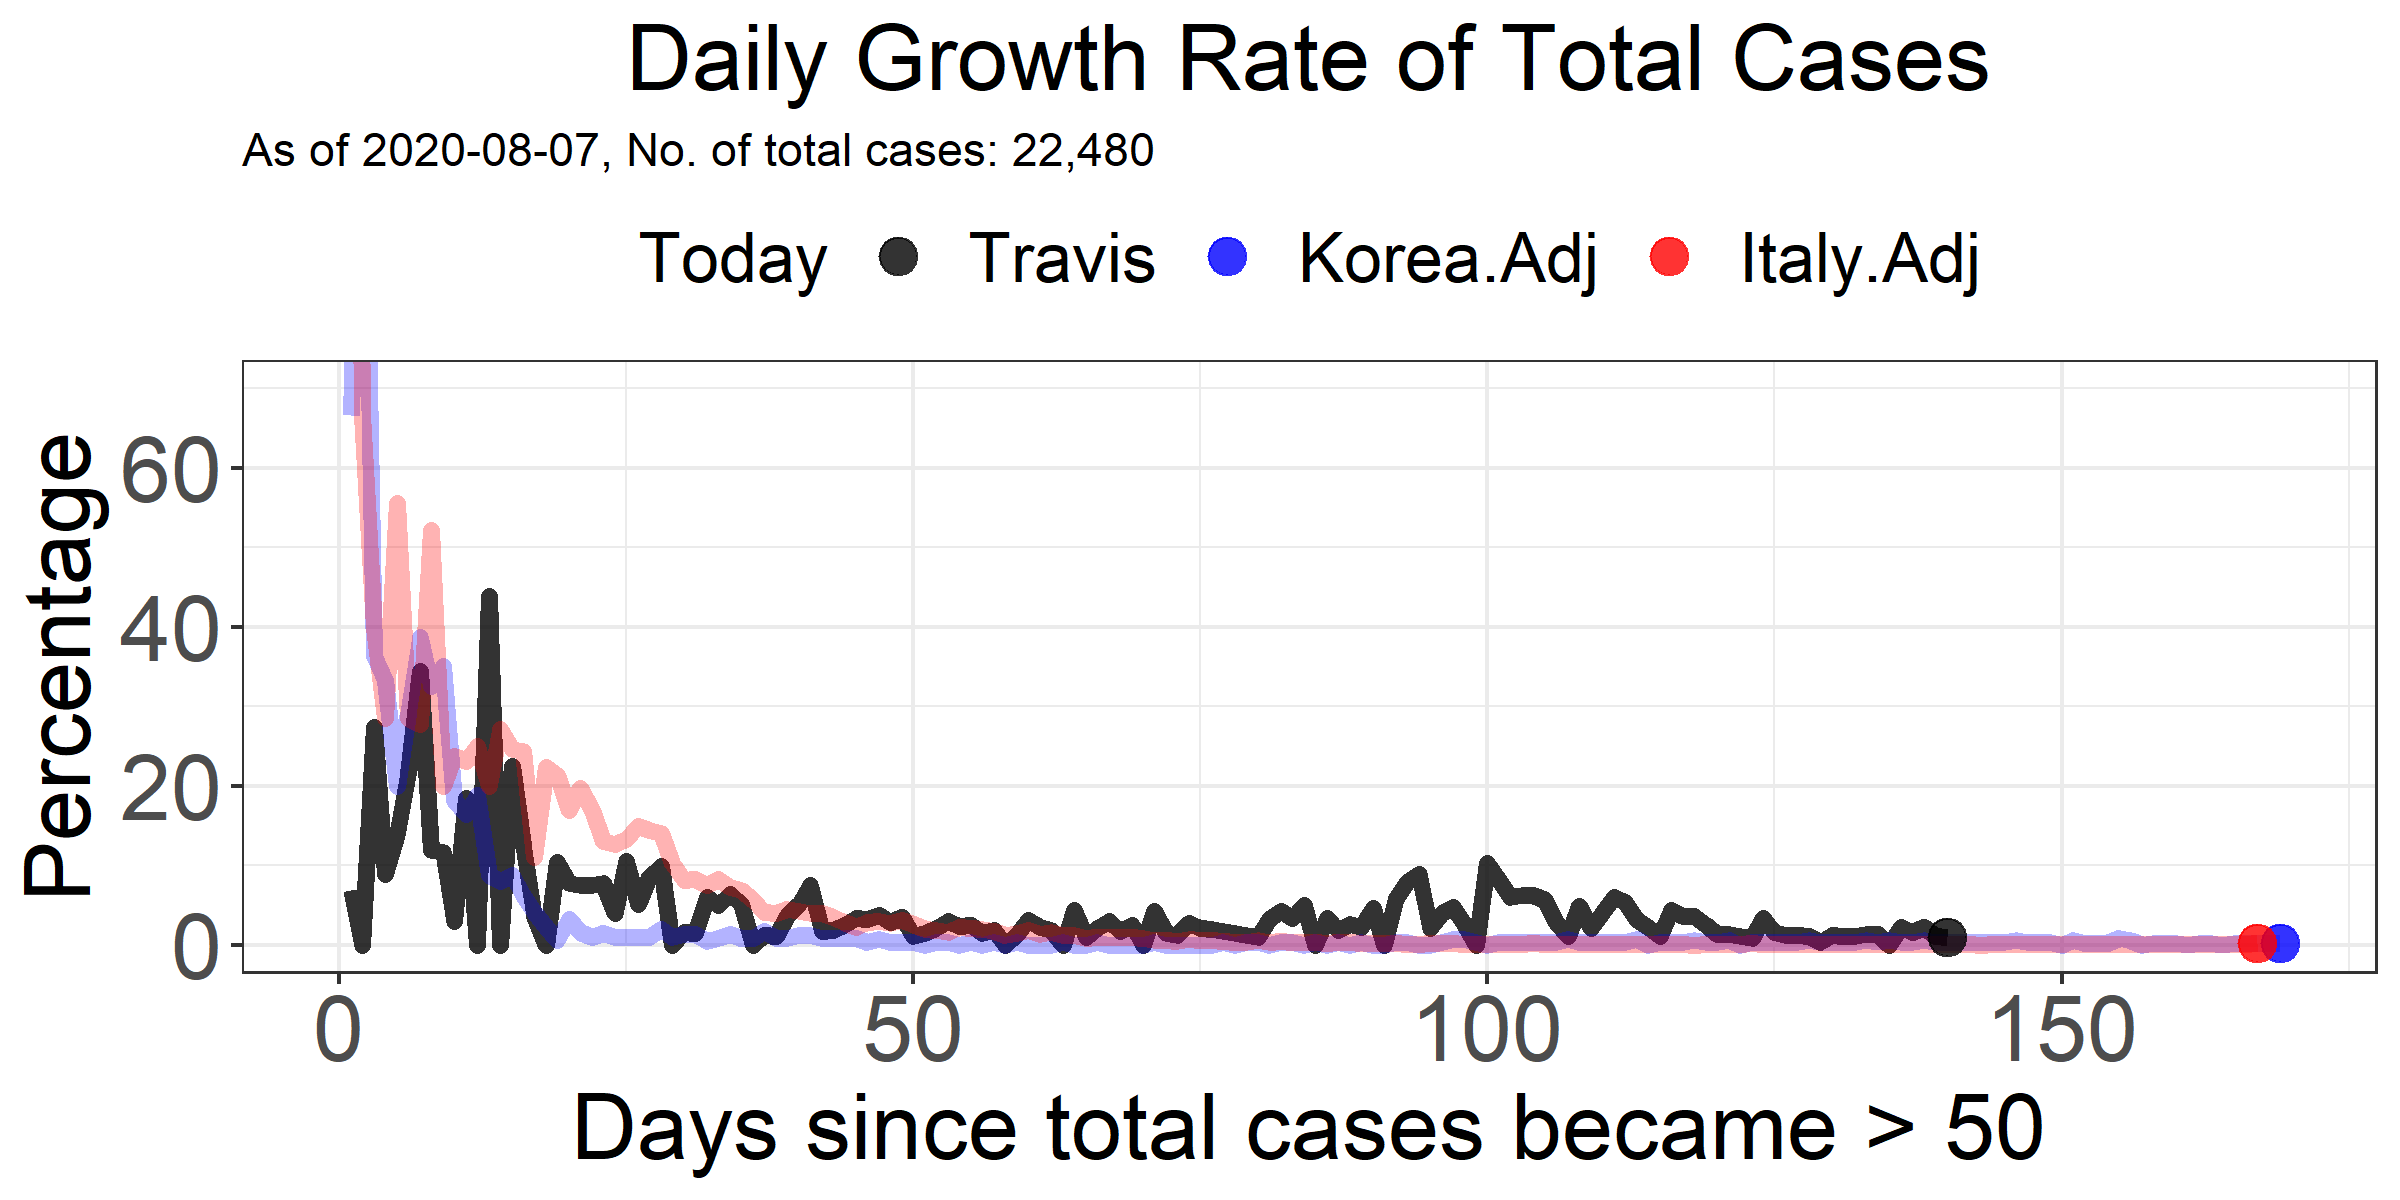 Daily Growth Rate of Total Cases
As of 2020-08-07, No. of total cases: 22,480
Today Travis Korea.Adj Italy.Adj
Percentage
60
40
20
0
0 50 100 150
Days since total cases became > 50